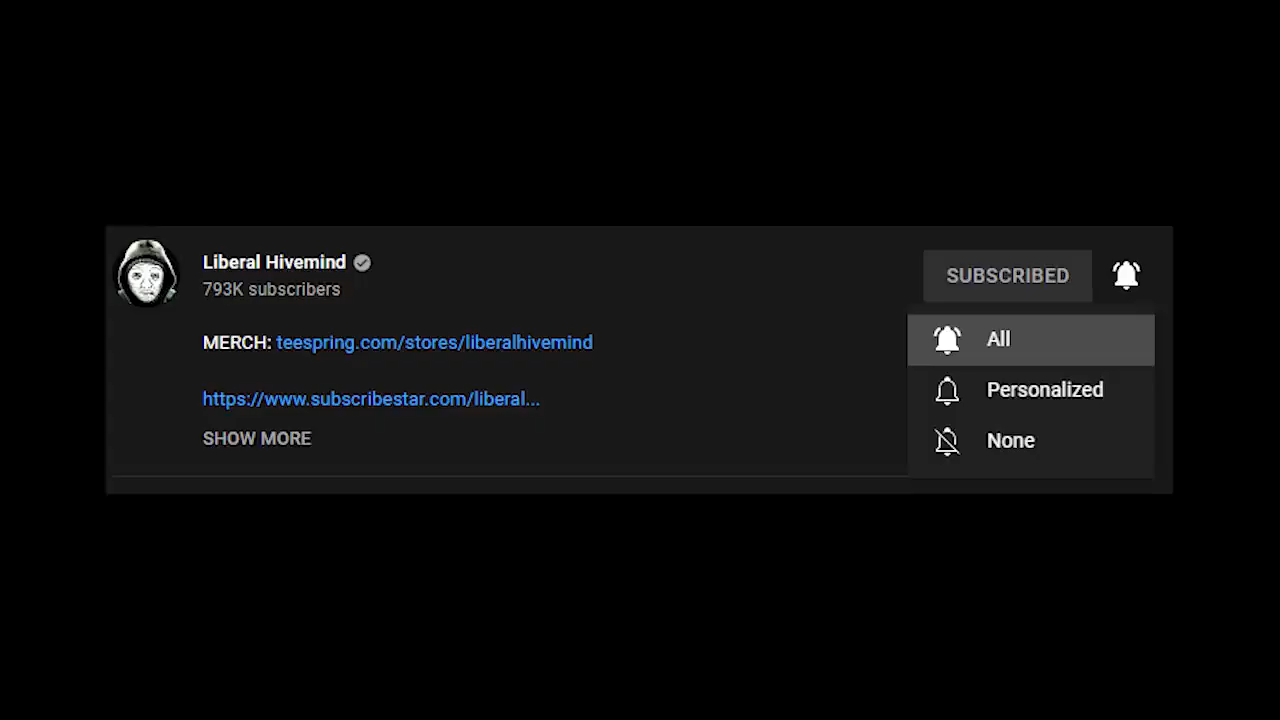 Liberal Hivemind
793K subscribers
SUBSCRIBED
MERCH: teespring.com/stores/liberalhivemind
https://www.subscribestar.com/liberal...
SHOW MORE
All
Personalized
None